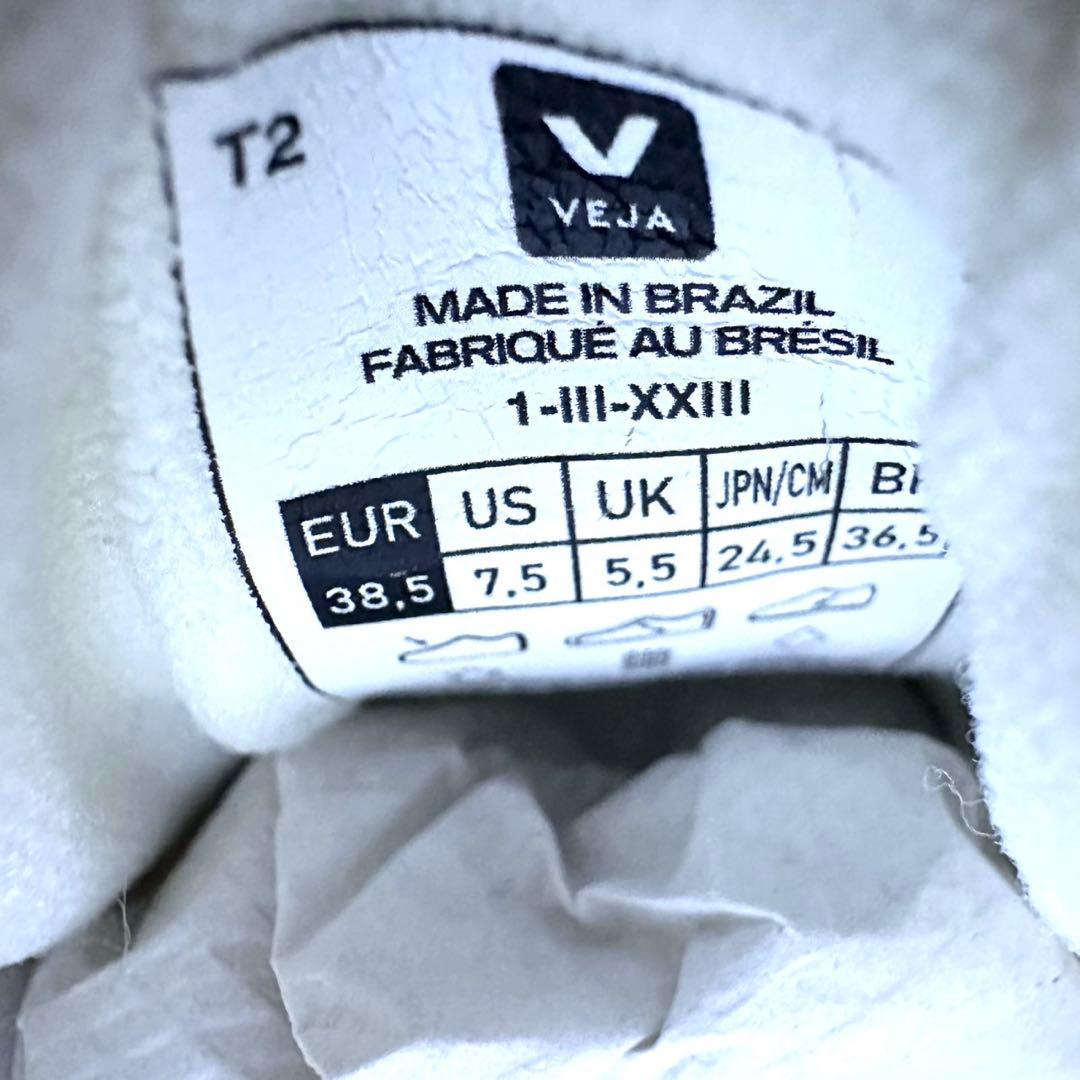 T2
V
VEJA
MADE IN BRAZIL
FABRIQUÉ AU BRÉSIL
1-III-XXIII
EUR US UK JPN/CM
38,5 7.5 5.5 24.5 36.5